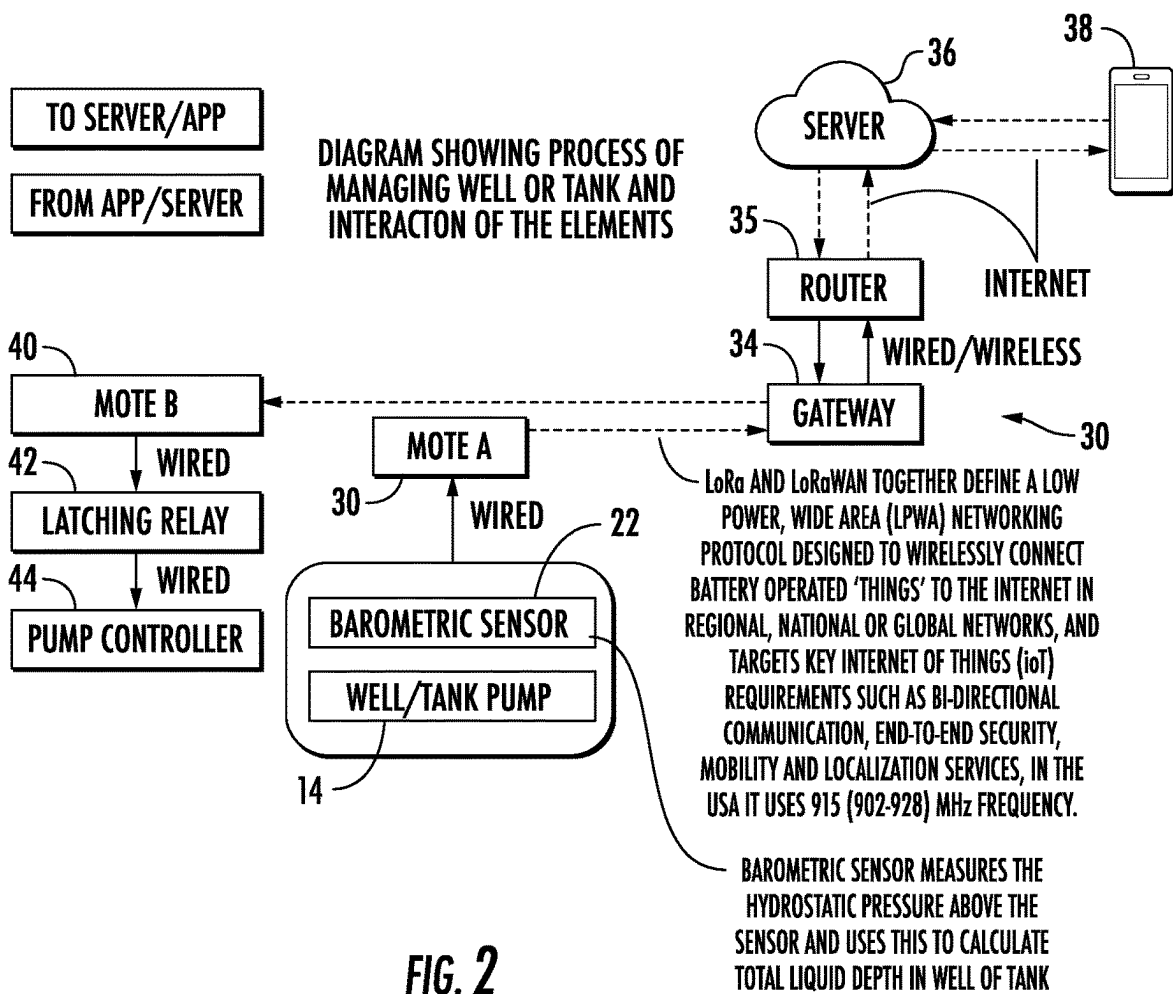 38
36
TO SERVER/APP
SERVER
DIAGRAM SHOWING PROCESS OF
MANAGING WELL OR TANK AND
INTERACTON OF THE ELEMENTS
FROM APP/SERVER
35
ROUTER
INTERNET
34
WIRED/WIRELESS
40
MOTE B
GATEWAY
30
MOTE A
30
WIRED
42
LATCHING RELAY
WIRED
22
WIRED
44
PUMP CONTROLLER
BAROMETRIC SENSOR
WELL/TANK PUMP
14
LoRa AND LoRaWAN TOGETHER DEFINE A LOW
POWER, WIDE AREA (LPWA) NETWORKING
PROTOCOL DESIGNED TO WIRELESSLY CONNECT
BATTERY OPERATED 'THINGS' TO THE INTERNET IN
REGIONAL, NATIONAL OR GLOBAL NETWORKS, AND
TARGETS KEY INTERNET OF THINGS (ioT)
REQUIREMENTS SUCH AS BI-DIRECTIONAL
COMMUNICATION, END-TO-END SECURITY,
MOBILITY AND LOCALIZATION SERVICES, IN THE
USA IT USES 915 (902-928) MHz FREQUENCY.
BAROMETRIC SENSOR MEASURES THE
HYDROSTATIC PRESSURE ABOVE THE
SENSOR AND USES THIS TO CALCULATE
TOTAL LIQUID DEPTH IN WELL OF TANK
FIG. 2